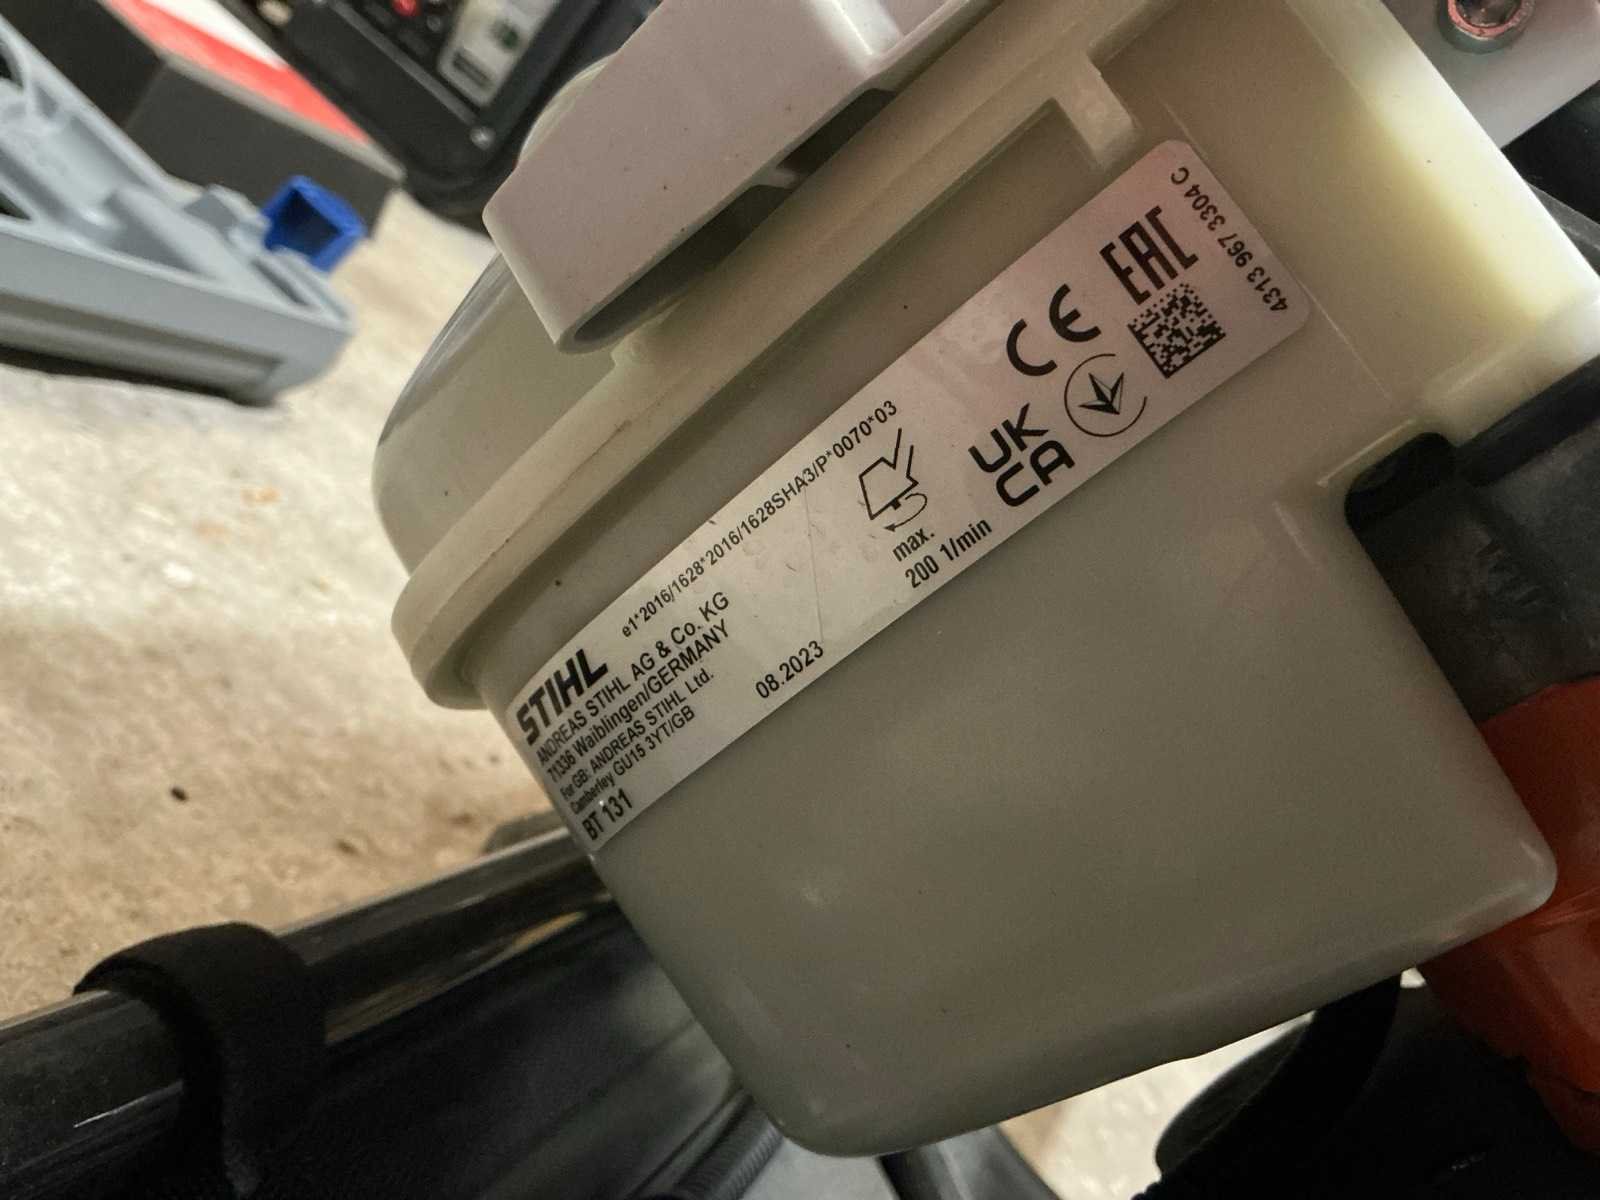 STIHL
ANDREAS STIHL AG & Co. KG
71336 Waiblingen/GERMANY
For GB: ANDREAS STIHL Ltd.
Camberley GU15 3YT/GB
BT 131
e1*2016/1628*2016/1628SHA3/P*0070*03
08.2023
max.
200 1/min
UK
CA
CE
EAC
4313 967 3304 C